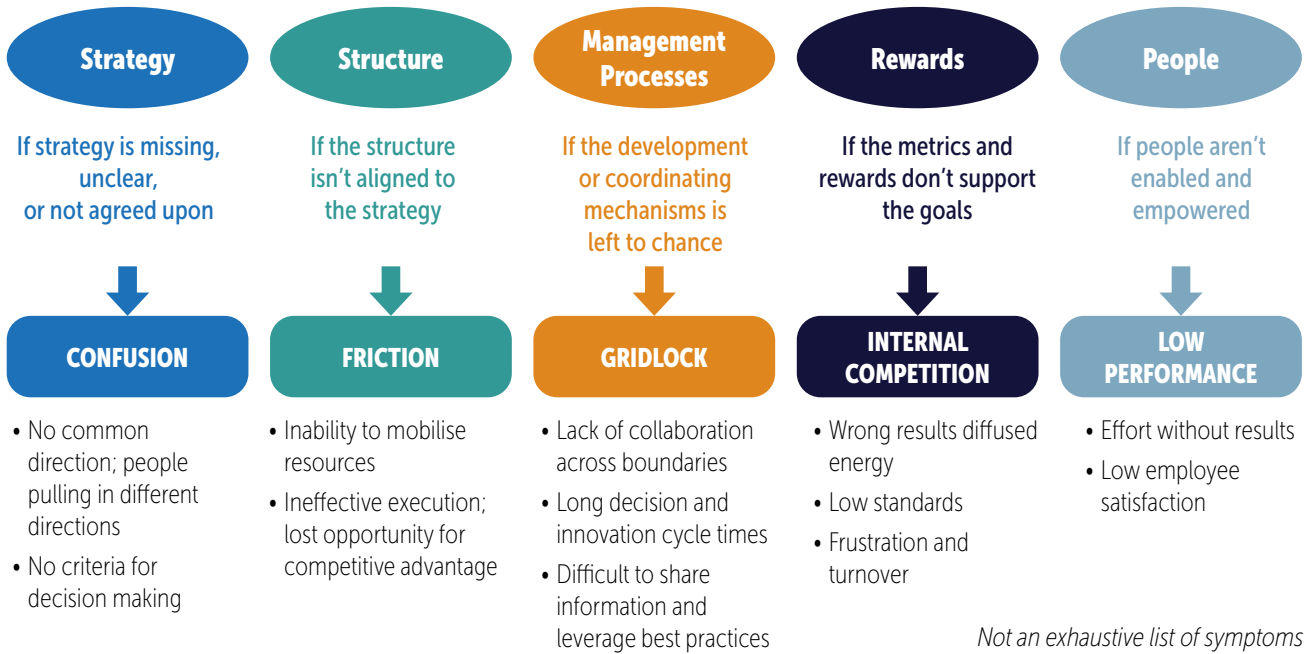 Strategy
If strategy is missing,
unclear,
or not agreed upon
CONFUSION
• No common
direction; people
pulling in different
directions
• No criteria for
decision making
Structure
If the structure
isn't aligned to
the strategy
FRICTION
• Inability to mobilise
resources
• Ineffective execution;
lost opportunity for
competitive advantage
Management
Processes
If the development
or coordinating
mechanisms is
left to chance
GRIDLOCK
• Lack of collaboration
across boundaries
• Long decision and
innovation cycle times
• Difficult to share
information and
leverage best practices
Rewards
If the metrics and
rewards don't support
the goals
INTERNAL
COMPETITION
• Wrong results diffused
energy
• Low standards
• Frustration and
turnover
People
If people aren't
enabled and
empowered
LOW
PERFORMANCE
• Effort without results
• Low employee
satisfaction
Not an exhaustive list of symptoms